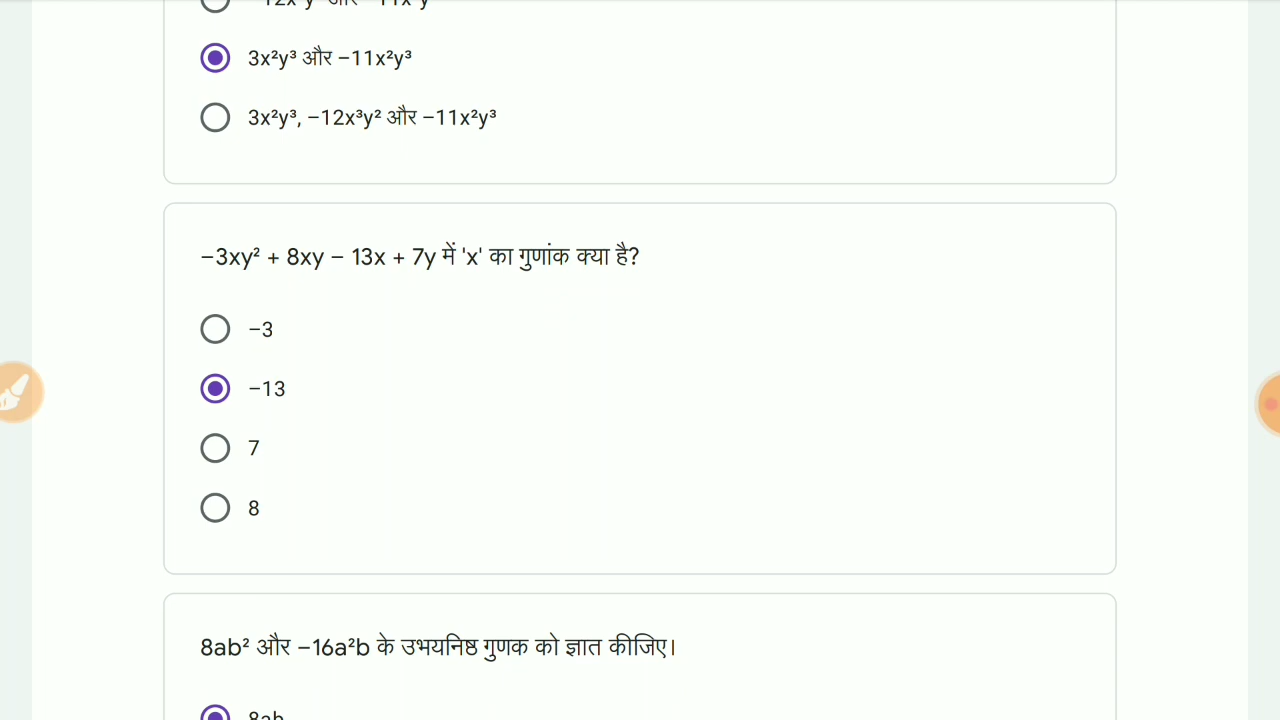 3x²y³ और −11x²y³
3x²y³, −12x³y² और −11x²y³
−3xy² + 8xy − 13x + 7y में 'x' का गुणांक क्या है?
−3
−13
7
8
8ab² और −16a²b के उभयनिष्ठ गुणक को ज्ञात कीजिए।
8ab